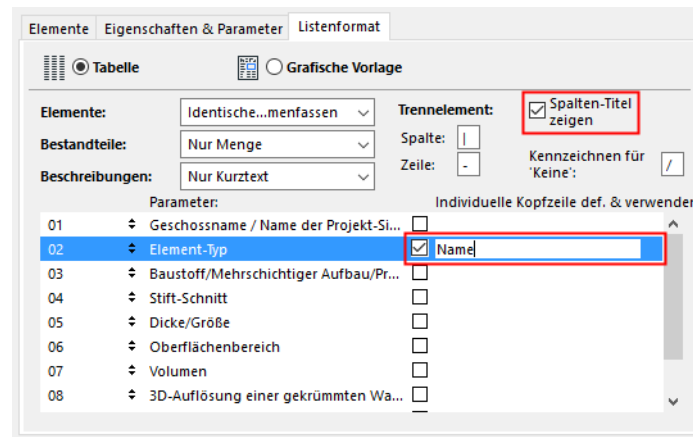 Elemente Eigenschaften & Parameter Listenformat
Tabelle Grafische Vorlage
Elemente: Identische...menfassen Trennelement: Spalten-Titel zeigen
Bestandteile: Nur Menge Spalte: |
Beschreibungen: Nur Kurztext Zeile: - Kennzeichnen für 'Keine': /
Parameter: Individuelle Kopfzeile def. & verwenden
01 Geschossname / Name der Projekt-Si...
02 Element-Typ Name
03 Baustoff/Mehrschichtiger Aufbau/Pr...
04 Stift-Schnitt
05 Dicke/Größe
06 Oberflächenbereich
07 Volumen
08 3D-Auflösung einer gekrümmten Wa...